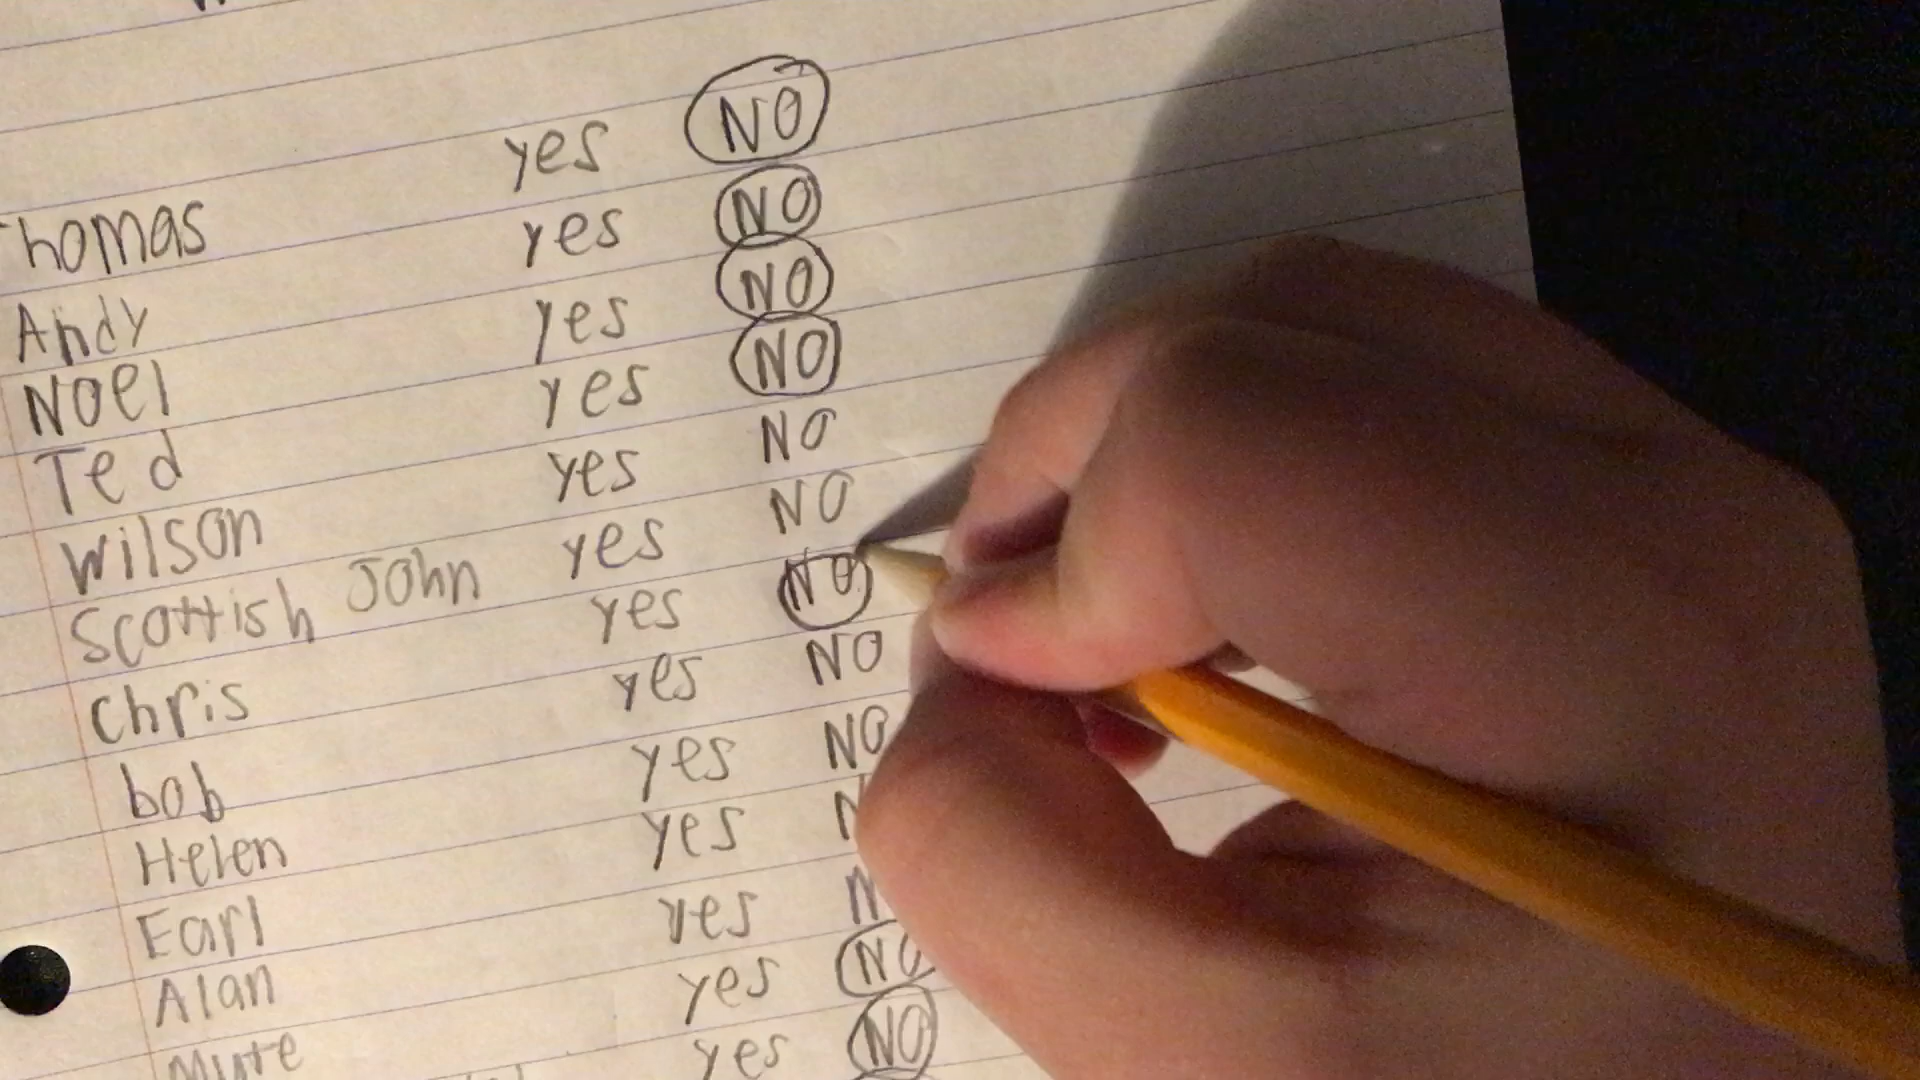 Thomas yes NO
Andy yes NO
Noel yes NO
Ted yes NO
Wilson yes NO
Scottish John yes NO
Chris yes NO
bob yes NO
Helen yes NO
Earl yes N
Alan yes N
Mute yes NO
yes NO